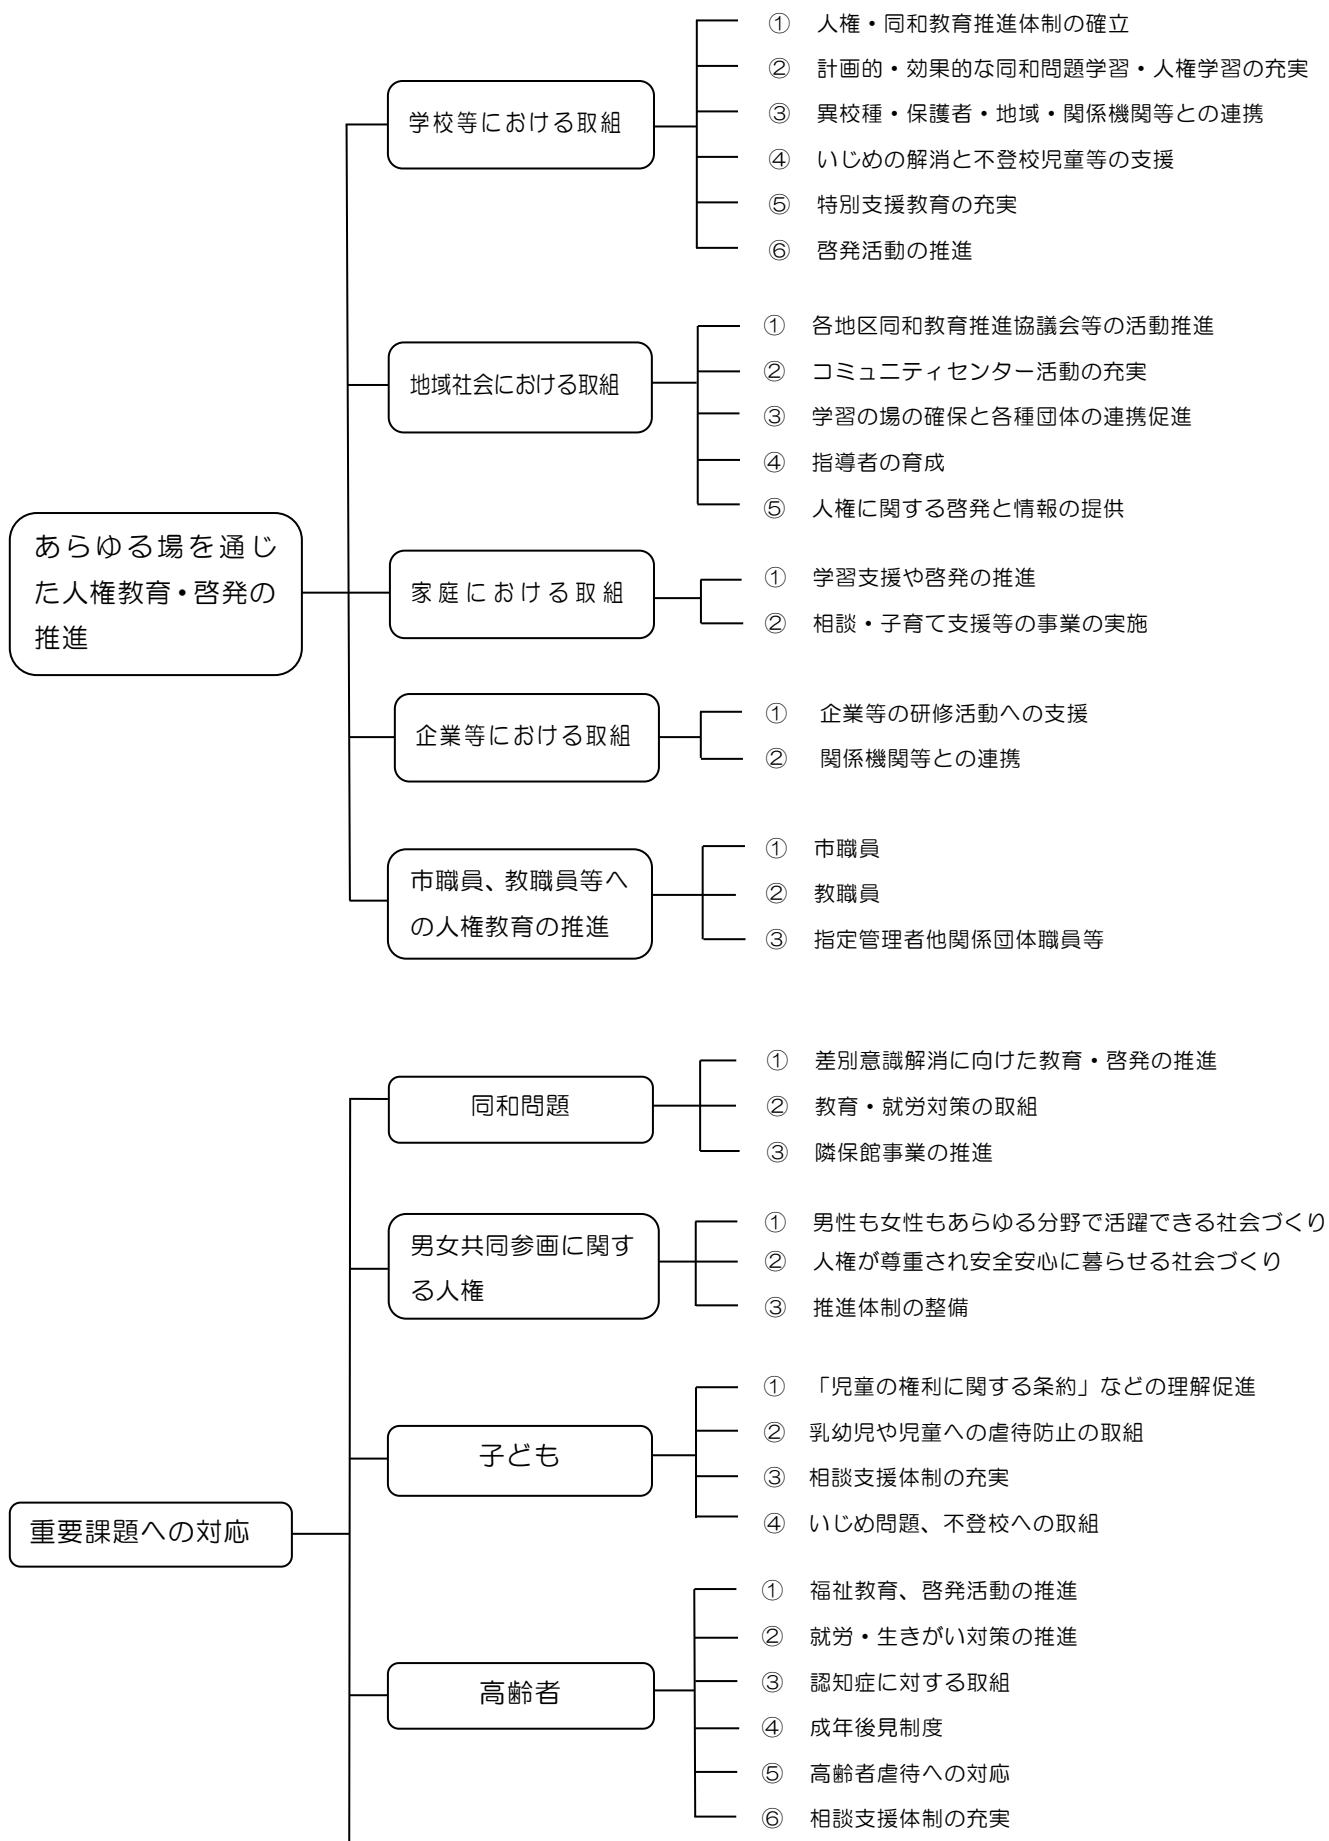 あらゆる場を通じ
た人権教育・啓発の
推進
学校等における取組
① 人権・同和教育推進体制の確立
② 計画的・効果的な同和問題学習・人権学習の充実
③ 異校種・保護者・地域・関係機関等との連携
④ いじめの解消と不登校児童等の支援
⑤ 特別支援教育の充実
⑥ 啓発活動の推進
地域社会における取組
① 各地区同和教育推進協議会等の活動推進
② コミュニティセンター活動の充実
③ 学習の場の確保と各種団体の連携促進
④ 指導者の育成
⑤ 人権に関する啓発と情報の提供
家庭における取組
① 学習支援や啓発の推進
② 相談・子育て支援等の事業の実施
企業等における取組
① 企業等の研修活動への支援
② 関係機関等との連携
市職員、教職員等へ
の人権教育の推進
① 市職員
② 教職員
③ 指定管理者他関係団体職員等
重要課題への対応
同和問題
① 差別意識解消に向けた教育・啓発の推進
② 教育・就労対策の取組
③ 隣保館事業の推進
男女共同参画に関す
る人権
① 男性も女性もあらゆる分野で活躍できる社会づくり
② 人権が尊重され安全安心に暮らせる社会づくり
③ 推進体制の整備
子ども
① 「児童の権利に関する条約」などの理解促進
② 乳幼児や児童への虐待防止の取組
③ 相談支援体制の充実
④ いじめ問題、不登校への取組
高齢者
① 福祉教育、啓発活動の推進
② 就労・生きがい対策の推進
③ 認知症に対する取組
④ 成年後見制度
⑤ 高齢者虐待への対応
⑥ 相談支援体制の充実